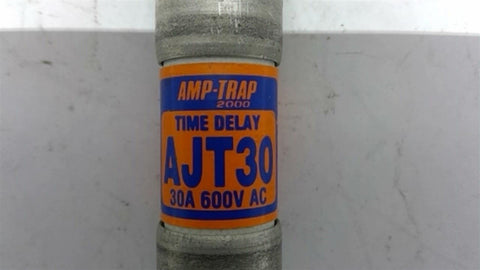 AMP-TRAP
2000
TIME DELAY
AJT30
30A 600V AC